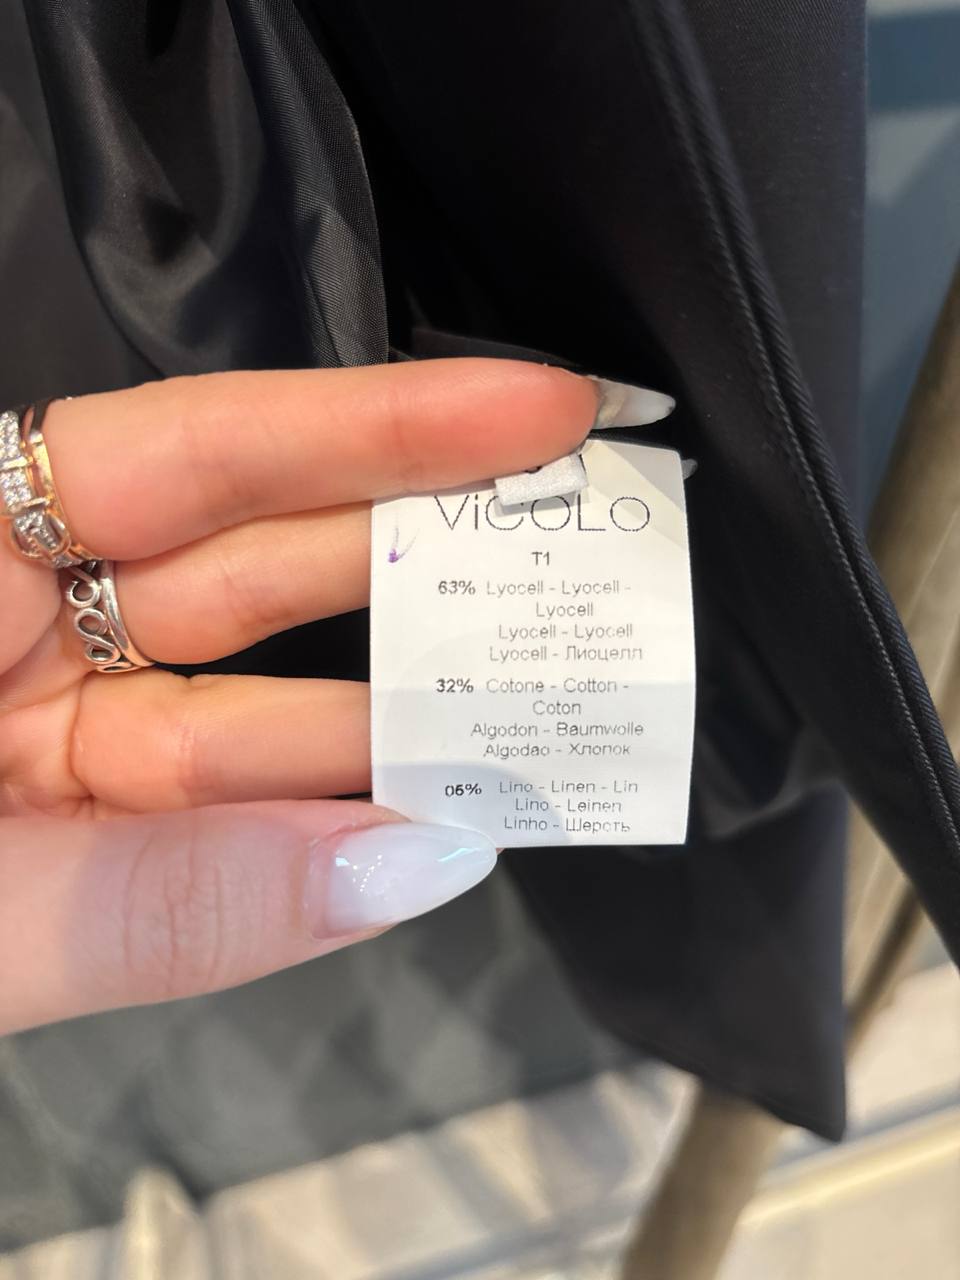 ViCOLO
T1
63% Lyocell - Lyocell -
Lyocell
Lyocell - Lyocell
Lyocell - Лиоцелл
32% Cotone - Cotton -
Coton
Algodon - Baumwolle
Algodao - Хлопок
05% Lino - Linen - Lin
Lino - Leinen
Linho - Шерсть